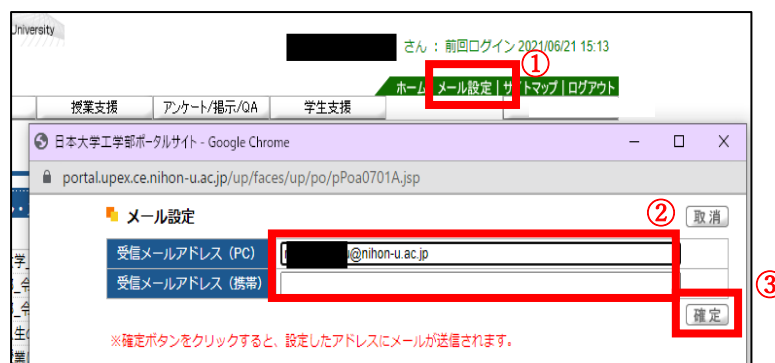 University
さん : 前回ログイン 2021/06/21 15:13
①
ホーム | メール設定 | サイトマップ | ログアウト
授業支援 アンケート/掲示/QA 学生支援
日本大学工学部ポータルサイト - Google Chrome
portal.upex.ce.nihon-u.ac.jp/up/faces/up/po/pPoa0701A.jsp
メール設定
② 取消
受信メールアドレス (PC) @nihon-u.ac.jp
受信メールアドレス (携帯)
③
確定
※確定ボタンをクリックすると、設定したアドレスにメールが送信されます。